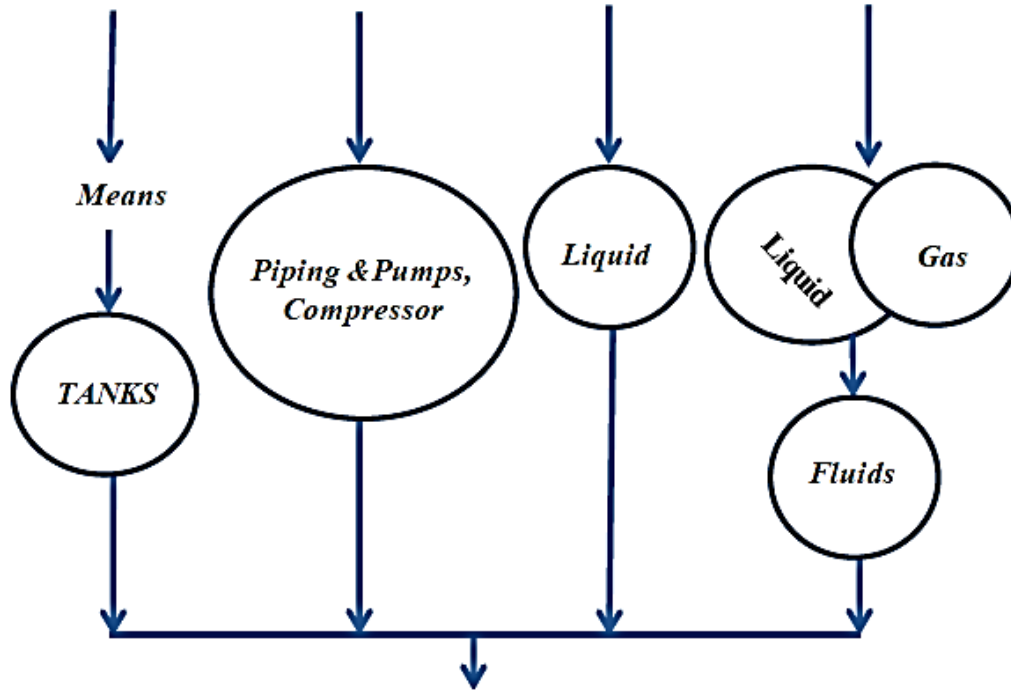 Means
TANKS
Piping &Pumps,
Compressor
Liquid
Liquid
Gas
Fluids